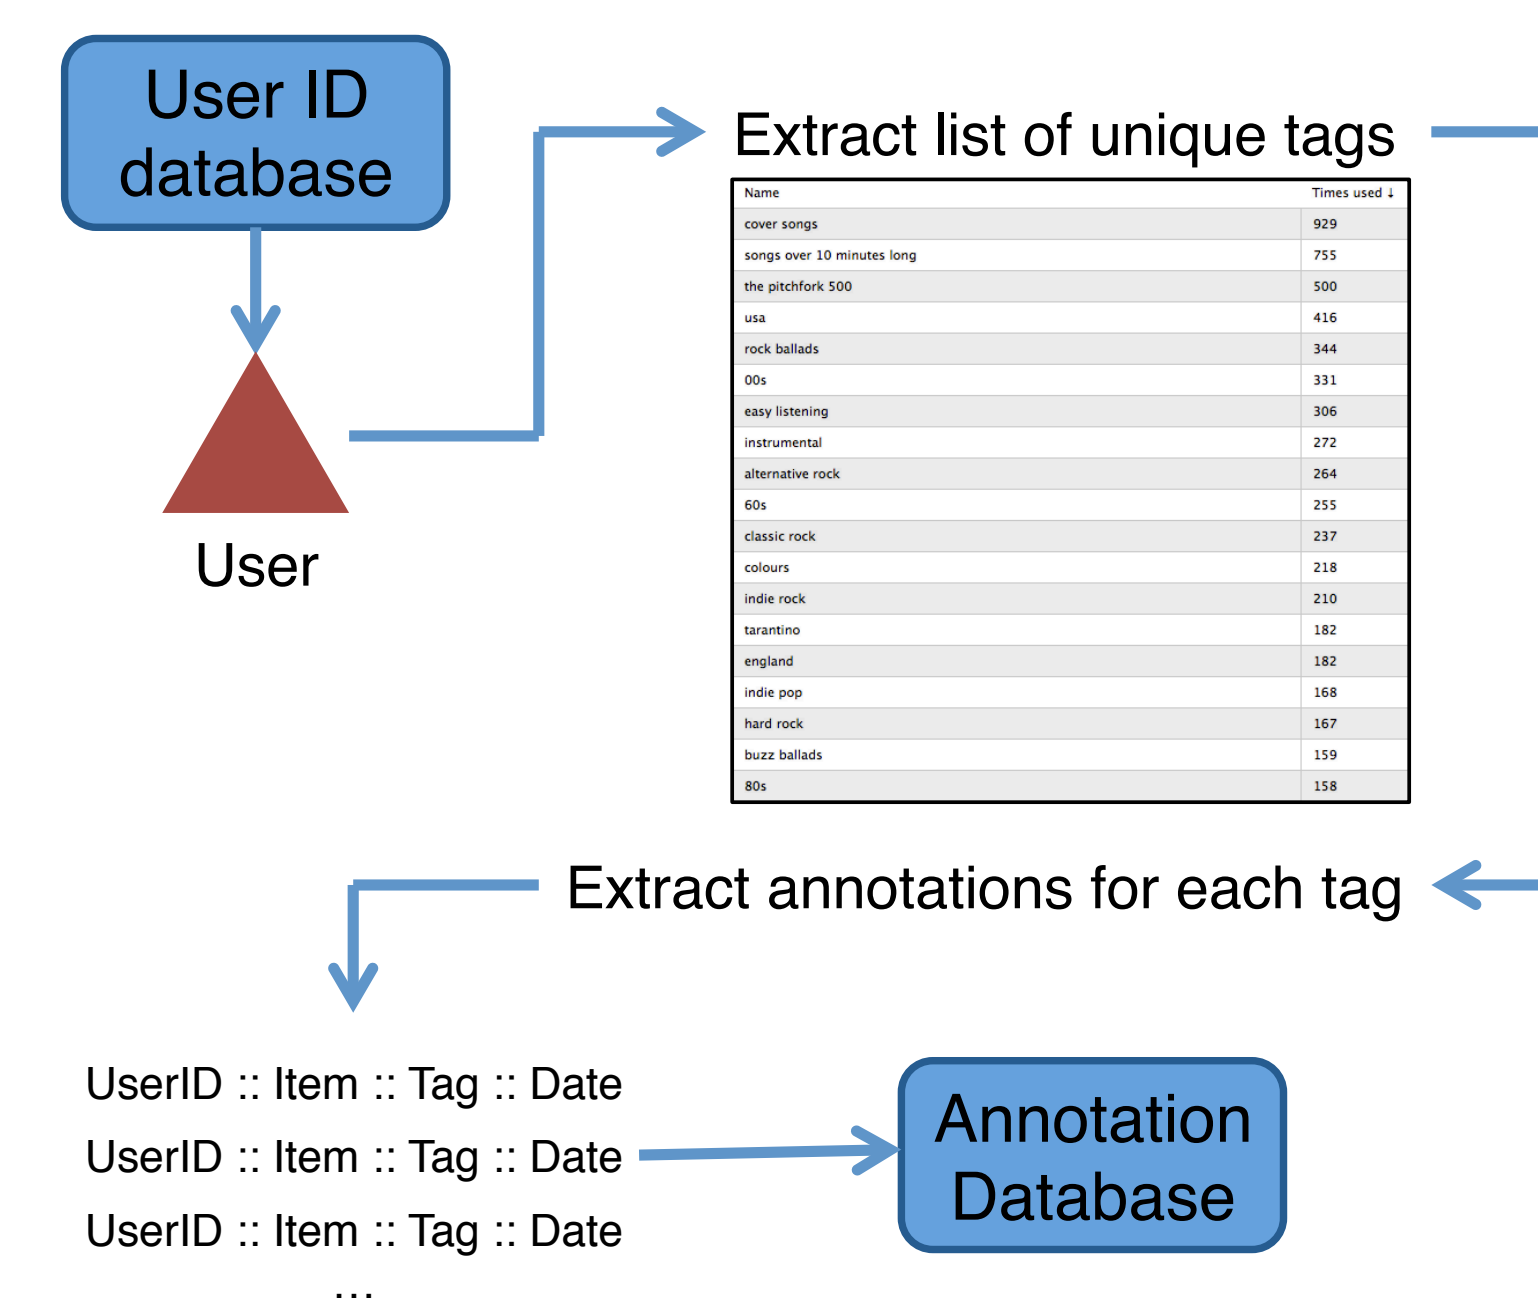 User ID
database
User
Extract list of unique tags
Name Times used ↓
cover songs 929
songs over 10 minutes long 755
the pitchfork 500 500
usa 416
rock ballads 344
00s 331
easy listening 306
instrumental 272
alternative rock 264
60s 255
classic rock 237
colours 218
indie rock 210
tarantino 182
england 182
indie pop 168
hard rock 167
buzz ballads 159
80s 158
Extract annotations for each tag
UserID :: Item :: Tag :: Date
UserID :: Item :: Tag :: Date
UserID :: Item :: Tag :: Date
...
Annotation
Database